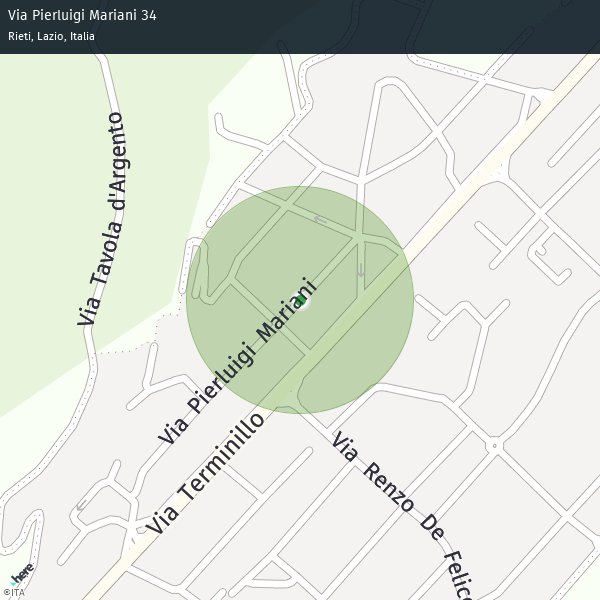 Via Pierluigi Mariani 34
Rieti, Lazio, Italia
Via Tavola d'Argento
Via Pierluigi Mariani
Via Terminillo
Via Renzo De Felice
here
©ITA